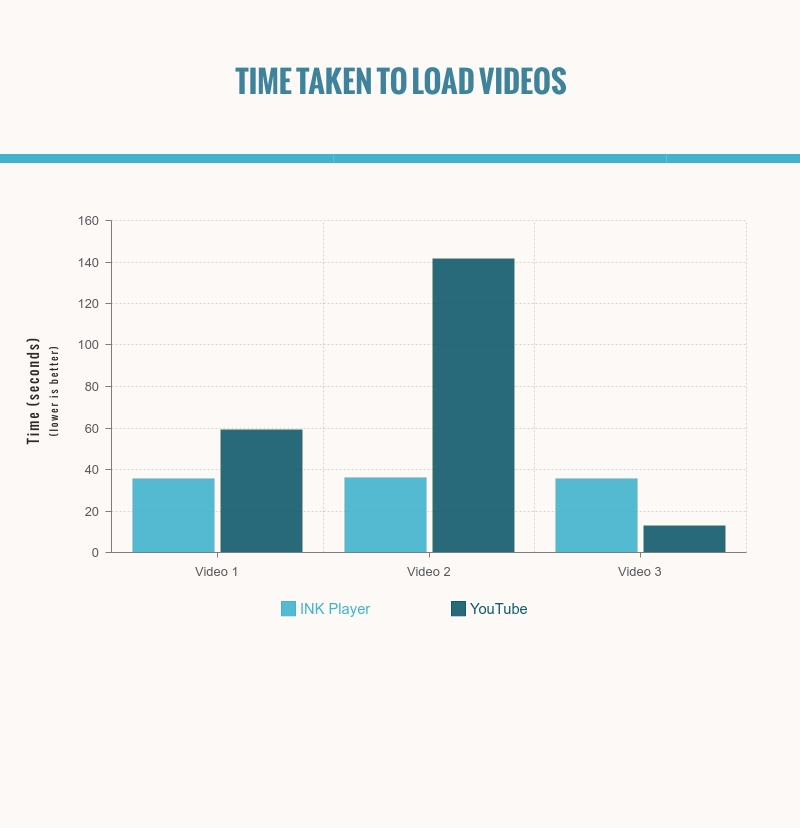 TIME TAKEN TO LOAD VIDEOS
160
140
120
100
80
60
40
20
0
Time (seconds)
(lower is better)
Video 1
Video 2
Video 3
INK Player
YouTube